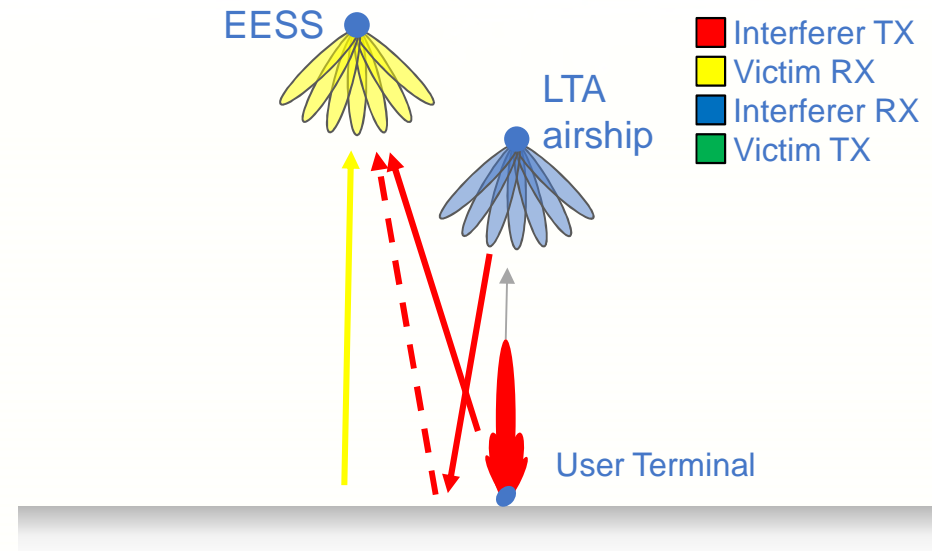 EESS
LTA
airship
Interferer TX
Victim RX
Interferer RX
Victim TX
User Terminal